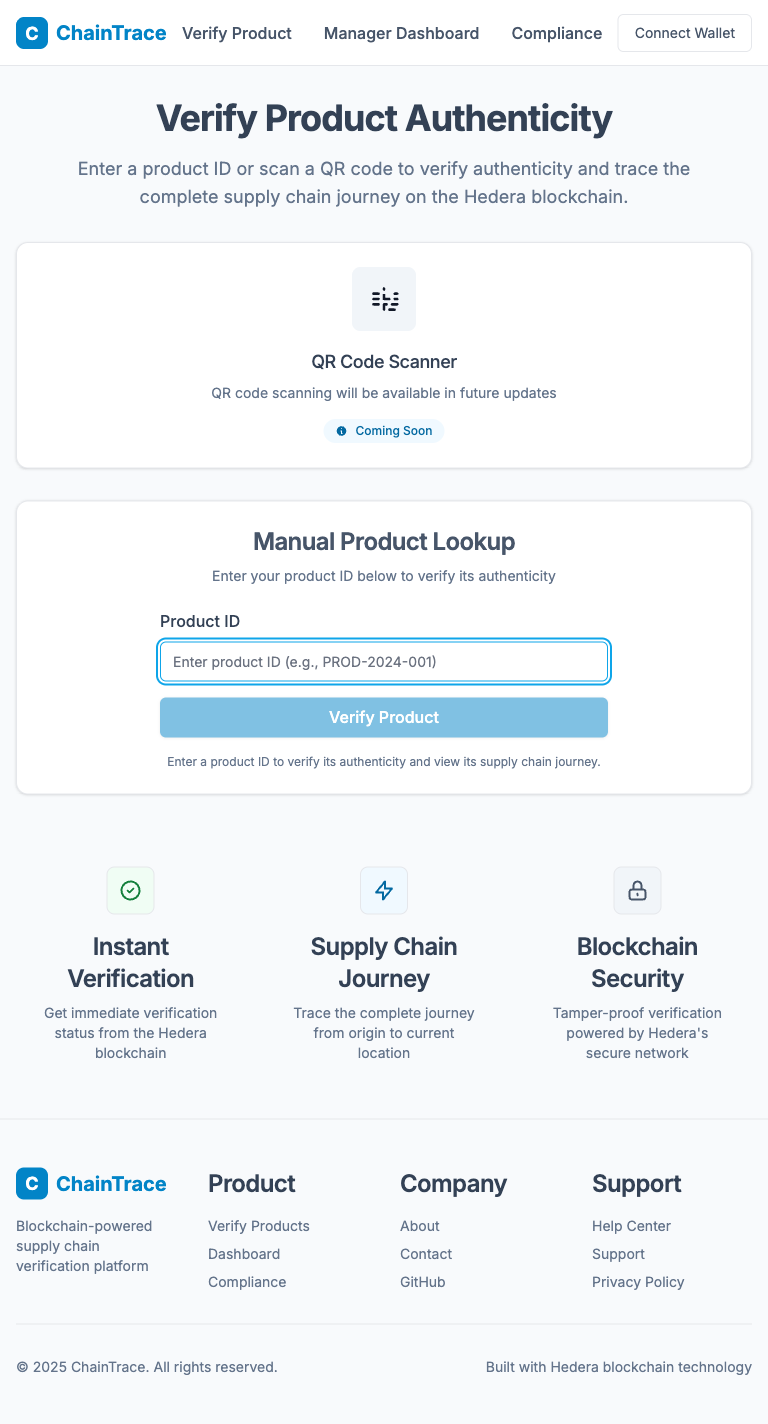 C ChainTrace Verify Product Manager Dashboard Compliance Connect Wallet
Verify Product Authenticity
Enter a product ID or scan a QR code to verify authenticity and trace the
complete supply chain journey on the Hedera blockchain.
QR Code Scanner
QR code scanning will be available in future updates
Coming Soon
Manual Product Lookup
Enter your product ID below to verify its authenticity
Product ID
Enter product ID (e.g., PROD-2024-001)
Verify Product
Enter a product ID to verify its authenticity and view its supply chain journey.
Instant
Verification
Get immediate verification
status from the Hedera
blockchain
Supply Chain
Journey
Trace the complete journey
from origin to current
location
Blockchain
Security
Tamper-proof verification
powered by Hedera's
secure network
C ChainTrace
Blockchain-powered
supply chain
verification platform
Product
Verify Products
Dashboard
Compliance
Company
About
Contact
GitHub
Support
Help Center
Support
Privacy Policy
© 2025 ChainTrace. All rights reserved.
Built with Hedera blockchain technology